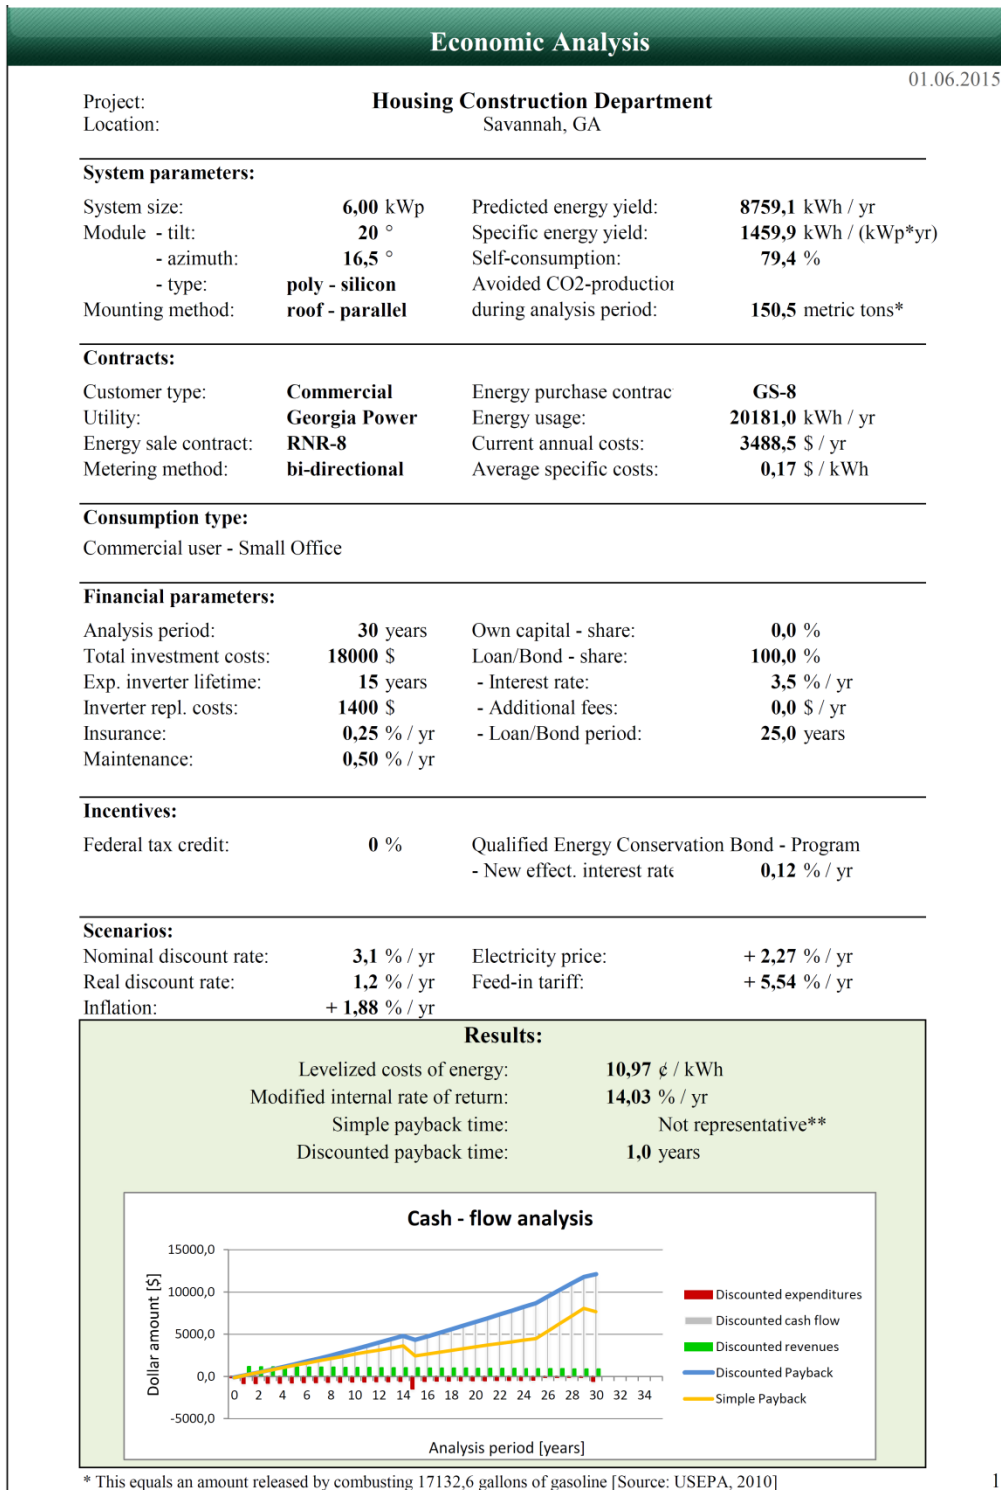 Economic Analysis
01.06.2015
Project: Housing Construction Department
Location: Savannah, GA
System parameters:
System size: 6,00 kWp Predicted energy yield: 8759,1 kWh / yr
Module - tilt: 20 ° Specific energy yield: 1459,9 kWh / (kWp*yr)
- azimuth: 16,5 ° Self-consumption: 79,4 %
- type: poly - silicon Avoided CO2-production
Mounting method: roof - parallel during analysis period: 150,5 metric tons*
Contracts:
Customer type: Commercial Energy purchase contrac GS-8
Utility: Georgia Power Energy usage: 20181,0 kWh / yr
Energy sale contract: RNR-8 Current annual costs: 3488,5 $ / yr
Metering method: bi-directional Average specific costs: 0,17 $ / kWh
Consumption type:
Commercial user - Small Office
Financial parameters:
Analysis period: 30 years Own capital - share: 0,0 %
Total investment costs: 18000 $ Loan/Bond - share: 100,0 %
Exp. inverter lifetime: 15 years - Interest rate: 3,5 % / yr
Inverter repl. costs: 1400 $ - Additional fees: 0,0 $ / yr
Insurance: 0,25 % / yr - Loan/Bond period: 25,0 years
Maintenance: 0,50 % / yr
Incentives:
Federal tax credit: 0 % Qualified Energy Conservation Bond - Program
- New effect. interest rate 0,12 % / yr
Scenarios:
Nominal discount rate: 3,1 % / yr Electricity price: + 2,27 % / yr
Real discount rate: 1,2 % / yr Feed-in tariff: + 5,54 % / yr
Inflation: + 1,88 % / yr
Results:
Levelized costs of energy: 10,97 ¢ / kWh
Modified internal rate of return: 14,03 % / yr
Simple payback time: Not representative**
Discounted payback time: 1,0 years
Cash - flow analysis
15000,0
10000,0
5000,0
0,0
-5000,0
Dollar amount [$]
0 2 4 6 8 10 12 14 16 18 20 22 24 26 28 30 32 34
Analysis period [years]
Discounted expenditures
Discounted cash flow
Discounted revenues
Discounted Payback
Simple Payback
* This equals an amount released by combusting 17132,6 gallons of gasoline [Source: USEPA, 2010] 1